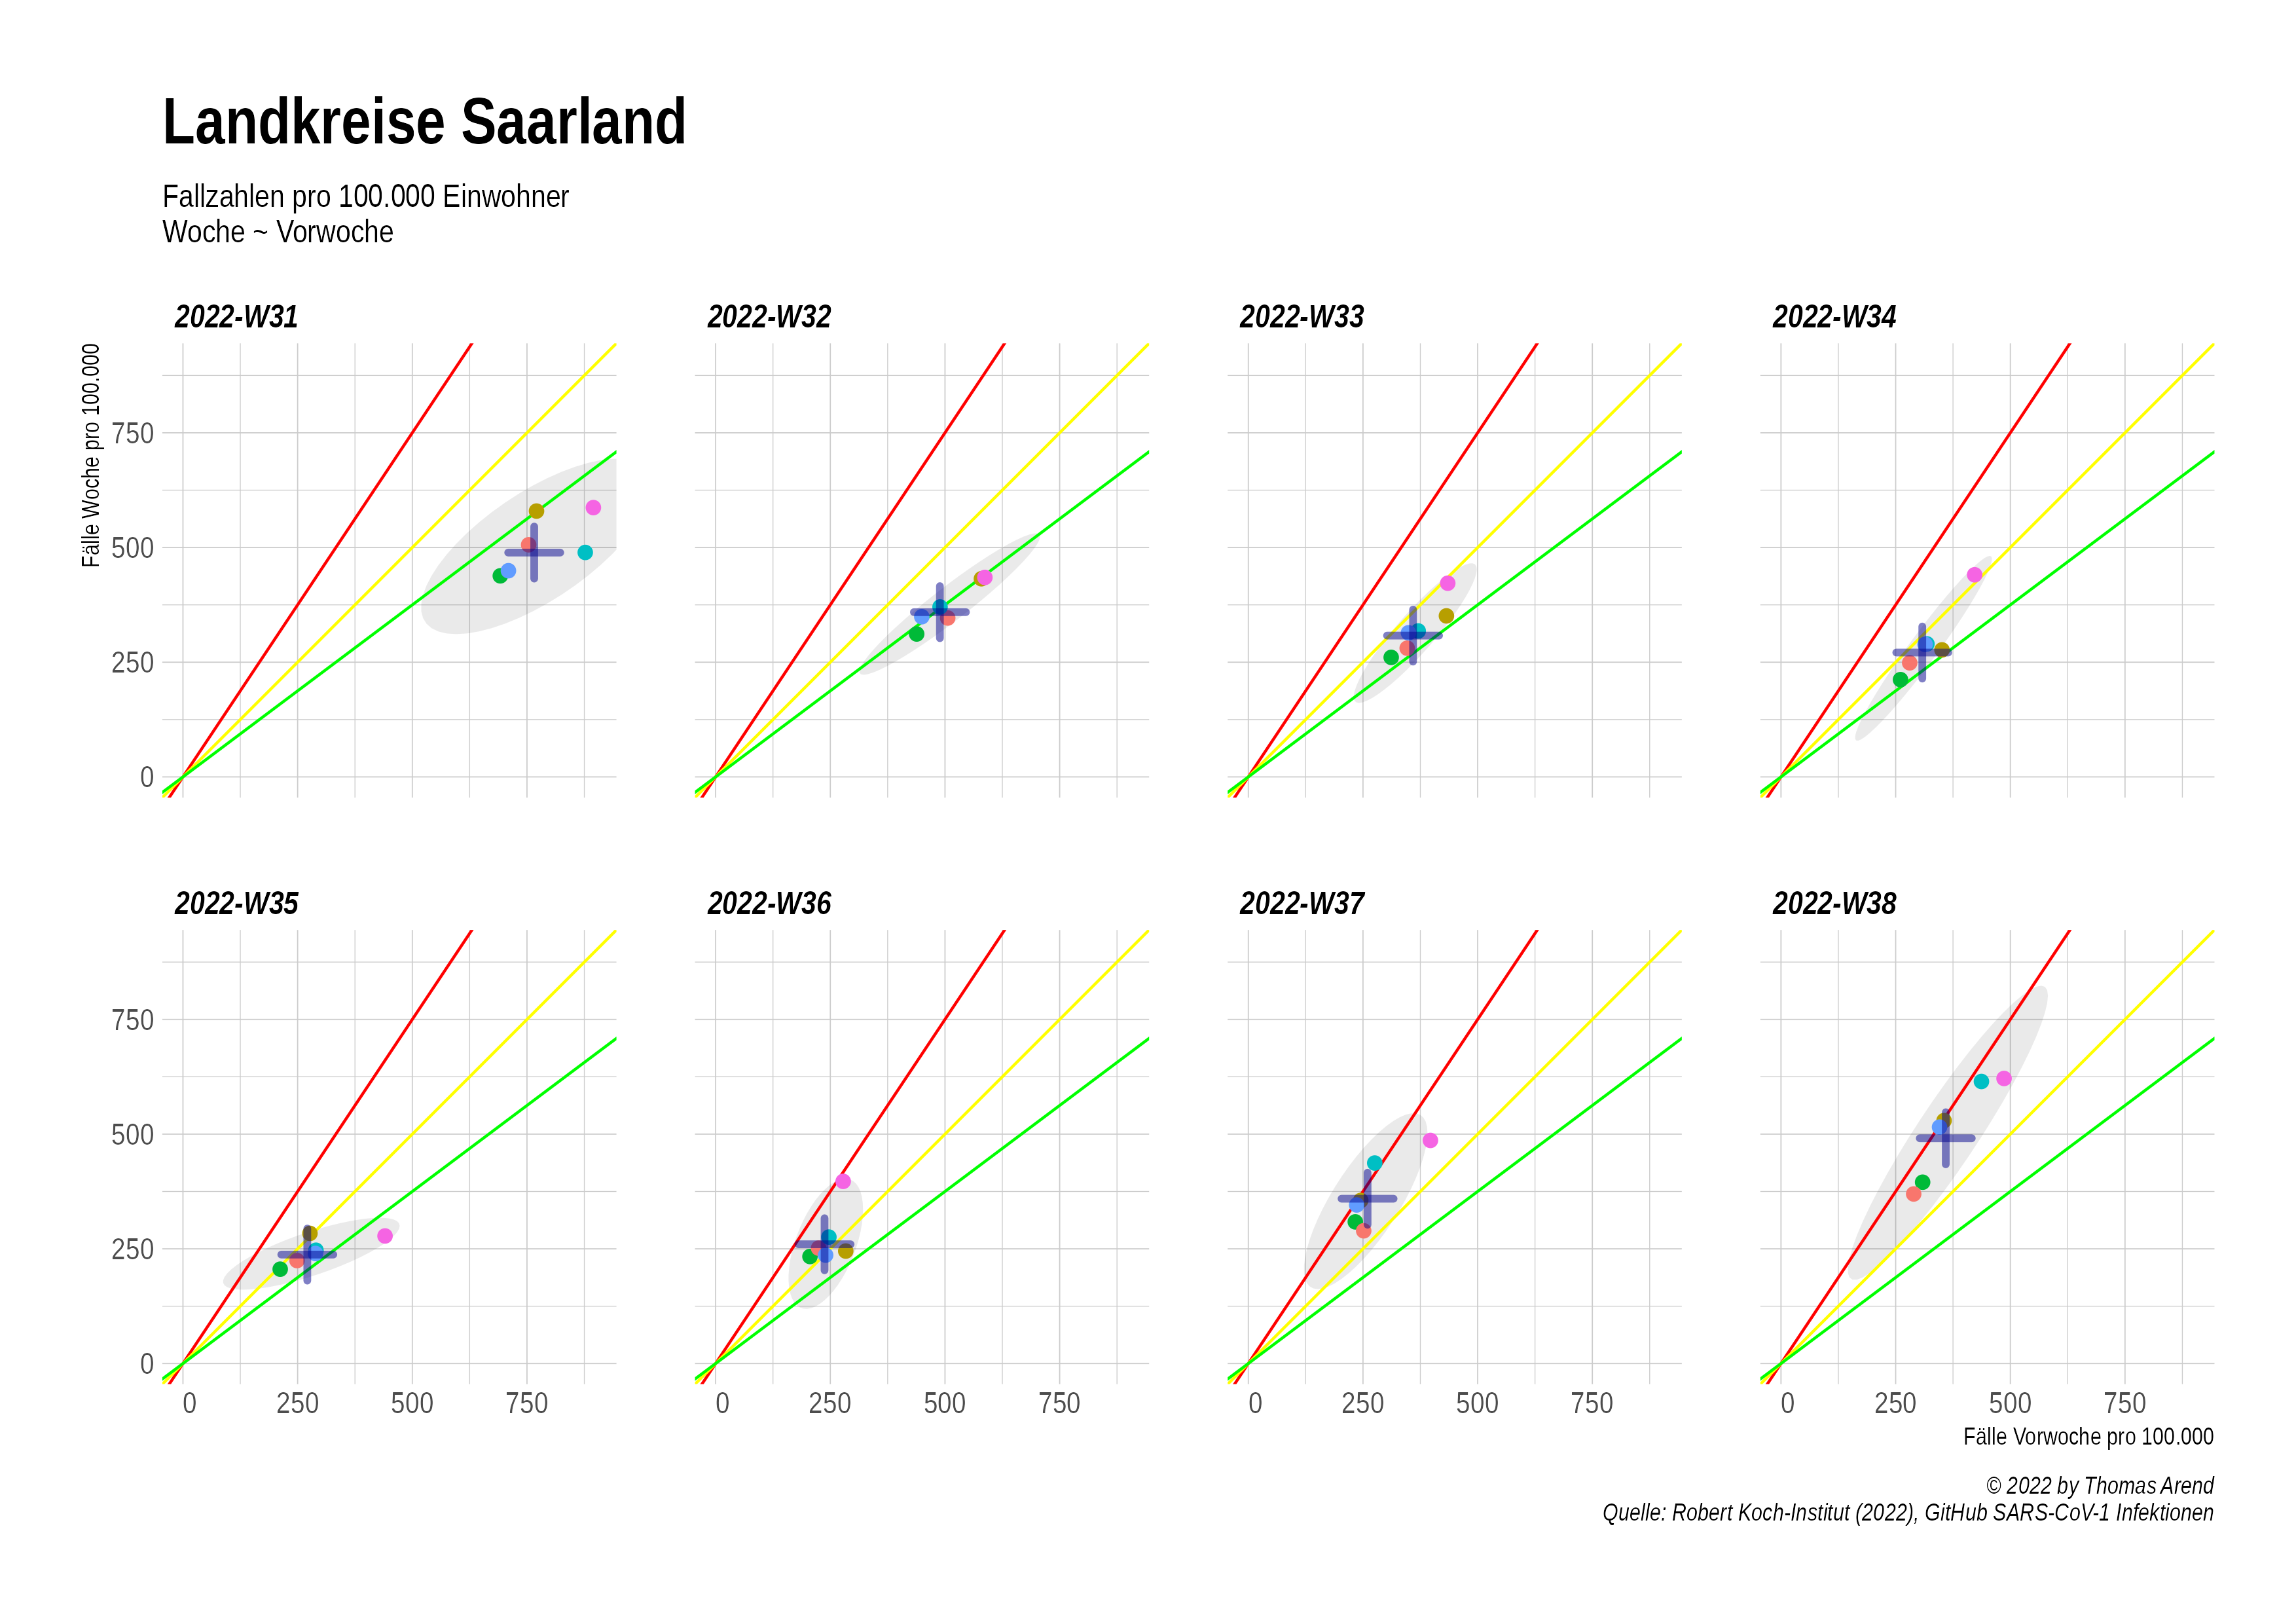 Landkreise Saarland
Fallzahlen pro 100.000 Einwohner
Woche ~ Vorwoche
2022-W31
2022-W32
2022-W33
2022-W34
Fälle Woche pro 100.000
750
500
250
0
2022-W35
2022-W36
2022-W37
2022-W38
750
500
250
0
0 250 500 750
0 250 500 750
0 250 500 750
0 250 500 750
Fälle Vorwoche pro 100.000
© 2022 by Thomas Arend
Quelle: Robert Koch-Institut (2022), GitHub SARS-CoV-1 Infektionen